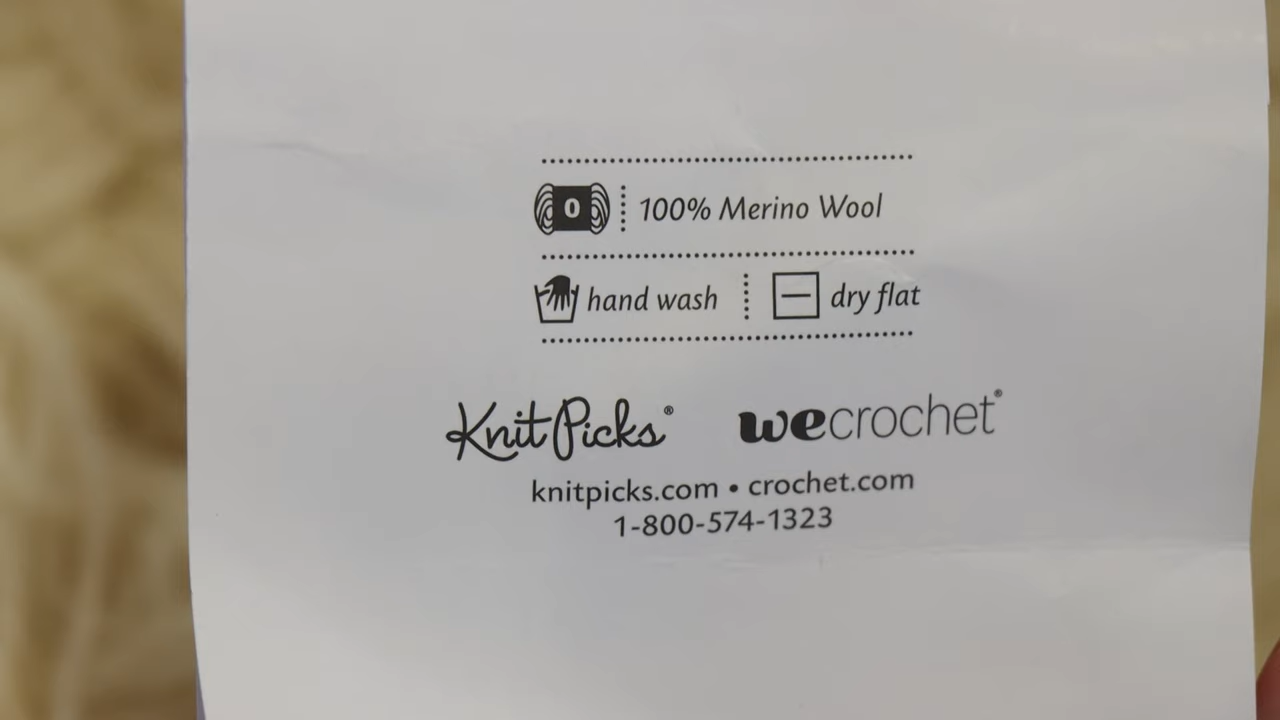 0 100% Merino Wool
hand wash dry flat
KnitPicks® wecrochet®
knitpicks.com • crochet.com
1-800-574-1323